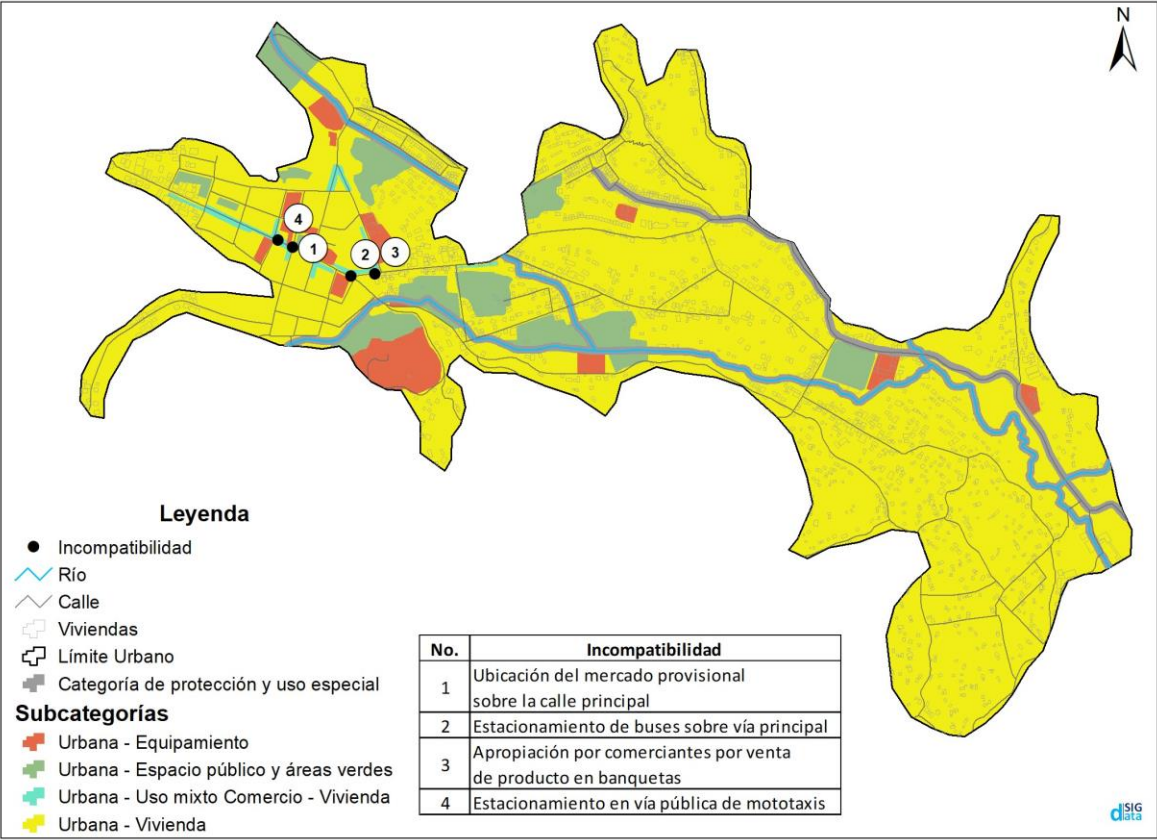 N
4
1
2
3
Leyenda
Incompatibilidad
Río
Calle
Viviendas
Límite Urbano
Categoría de protección y uso especial
Subcategorías
Urbana - Equipamiento
Urbana - Espacio público y áreas verdes
Urbana - Uso mixto Comercio - Vivienda
Urbana - Vivienda
No. Incompatibilidad
1 Ubicación del mercado provisional
sobre la calle principal
2 Estacionamiento de buses sobre vía principal
3 Apropiación por comerciantes por venta
de producto en banquetas
4 Estacionamiento en vía pública de mototaxis
SIG
data